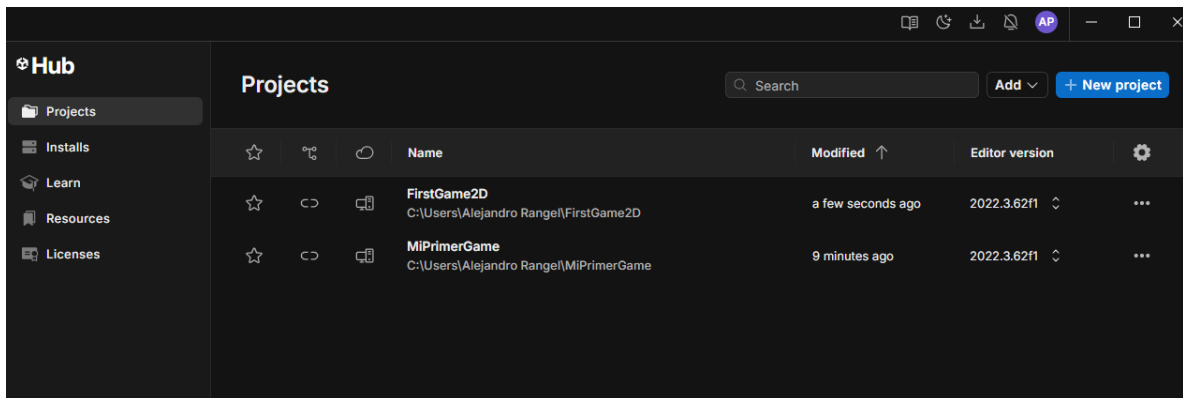 AP
Hub
Projects
Installs
Learn
Resources
Licenses
Projects
Search
Add
+ New project
Name Modified Editor version
FirstGame2D a few seconds ago 2022.3.62f1
C:\Users\Alejandro Rangel\FirstGame2D
MiPrimerGame 9 minutes ago 2022.3.62f1
C:\Users\Alejandro Rangel\MiPrimerGame